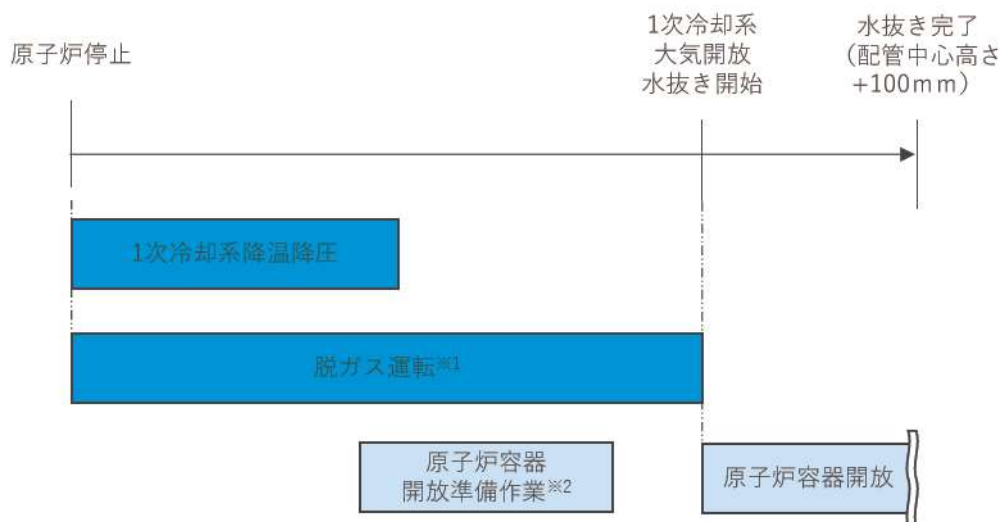 原子炉停止
1次冷却系
大気開放
水抜き開始
水抜き完了
(配管中心高さ
+100mm)
1次冷却系降温降圧
脱ガス運転※1
原子炉容器
開放準備作業※2
原子炉容器開放